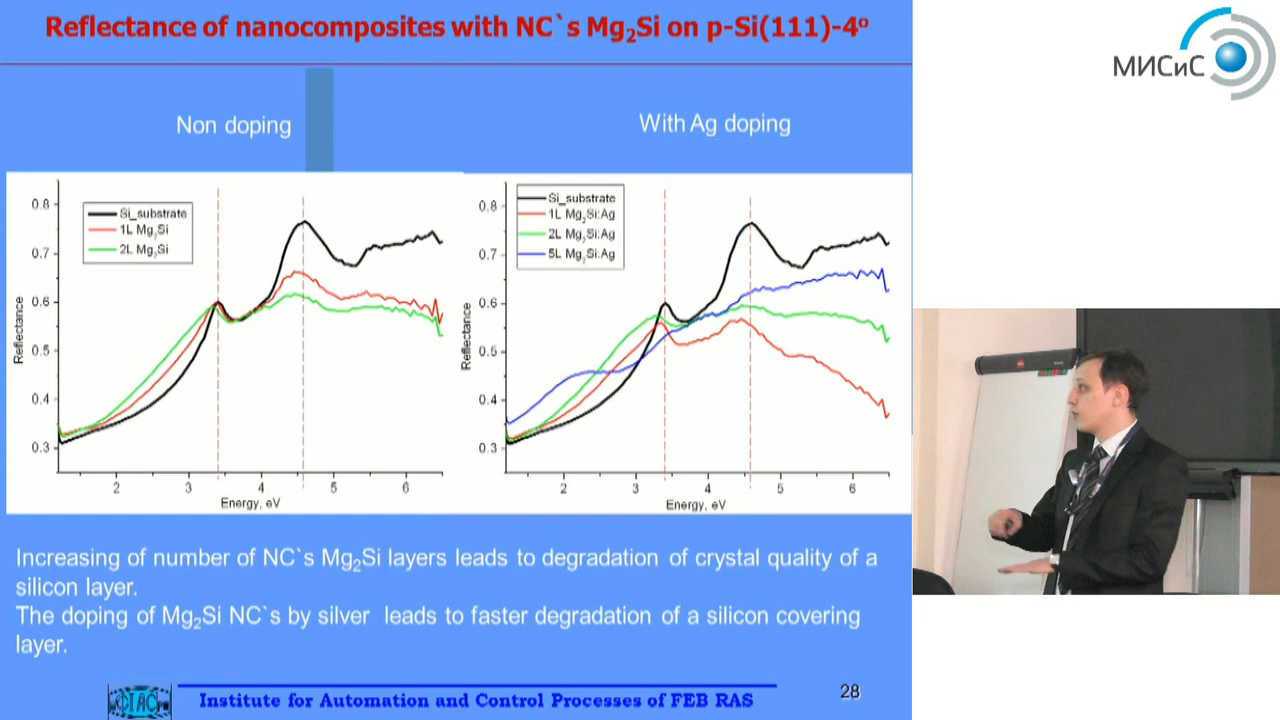 Reflectance of nanocomposites with NC`s Mg₂Si on p-Si(111)-4º
МИСиС
Non doping
With Ag doping
Si_substrate
1L Mg₂Si
2L Mg₂Si
0.8
0.7
0.6
0.5
0.4
0.3
Reflectance
2 3 4 5 6
Energy, eV
Si_substrate
1L Mg₂Si:Ag
2L Mg₂Si:Ag
5L Mg₂Si:Ag
0.8
0.7
0.6
0.5
0.4
0.3
Reflectance
2 3 4 5 6
Energy, eV
Increasing of number of NC`s Mg₂Si layers leads to degradation of crystal quality of a
silicon layer.
The doping of Mg₂Si NC`s by silver leads to faster degradation of a silicon covering
layer.
Institute for Automation and Control Processes of FEB RAS
28